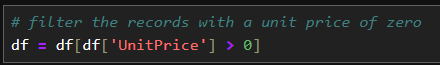 # filter the records with a unit price of zero
df = df[df['UnitPrice'] > 0]